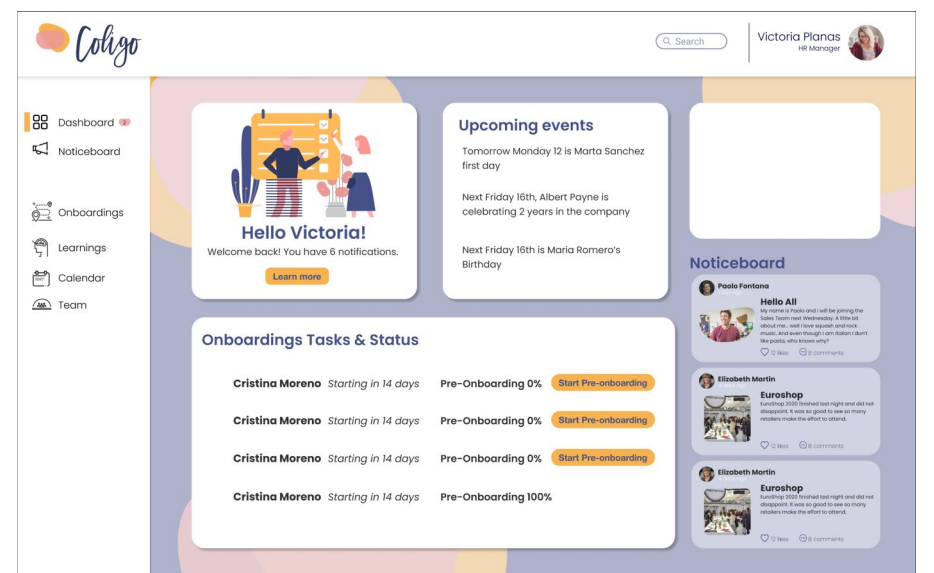 Coligo
Search
Victoria Planas
HR Manager
Dashboard 2
Noticeboard
Onboardings
Learnings
Calendar
Team
Hello Victoria!
Welcome back! You have 6 notifications.
Learn more
Upcoming events
Tomorrow Monday 12 is Marta Sanchez
first day
Next Friday 16th, Albert Payne is
celebrating 2 years in the company
Next Friday 16th is Maria Romero's
Birthday
Onboardings Tasks & Status
Cristina Moreno Starting in 14 days Pre-Onboarding 0% Start Pre-onboarding
Cristina Moreno Starting in 14 days Pre-Onboarding 0% Start Pre-onboarding
Cristina Moreno Starting in 14 days Pre-Onboarding 0% Start Pre-onboarding
Cristina Moreno Starting in 14 days Pre-Onboarding 100%
Noticeboard
Paolo Fontana
Hello All
My name is Paolo and I will be joining the
Sales Team next Wednesday. A little bit
about me... well I love squash and rock
music. And even though I am Italian I don't
like pasta, who knows why?
12 likes 8 comments
Elizabeth Martin
Euroshop
EuroShop 2020 finished last night and did not
disappoint. It was so good to see so many
retailers make the effort to attend.
12 likes 8 comments
Elizabeth Martin
Euroshop
EuroShop 2020 finished last night and did not
disappoint. It was so good to see so many
retailers make the effort to attend.
12 likes 8 comments